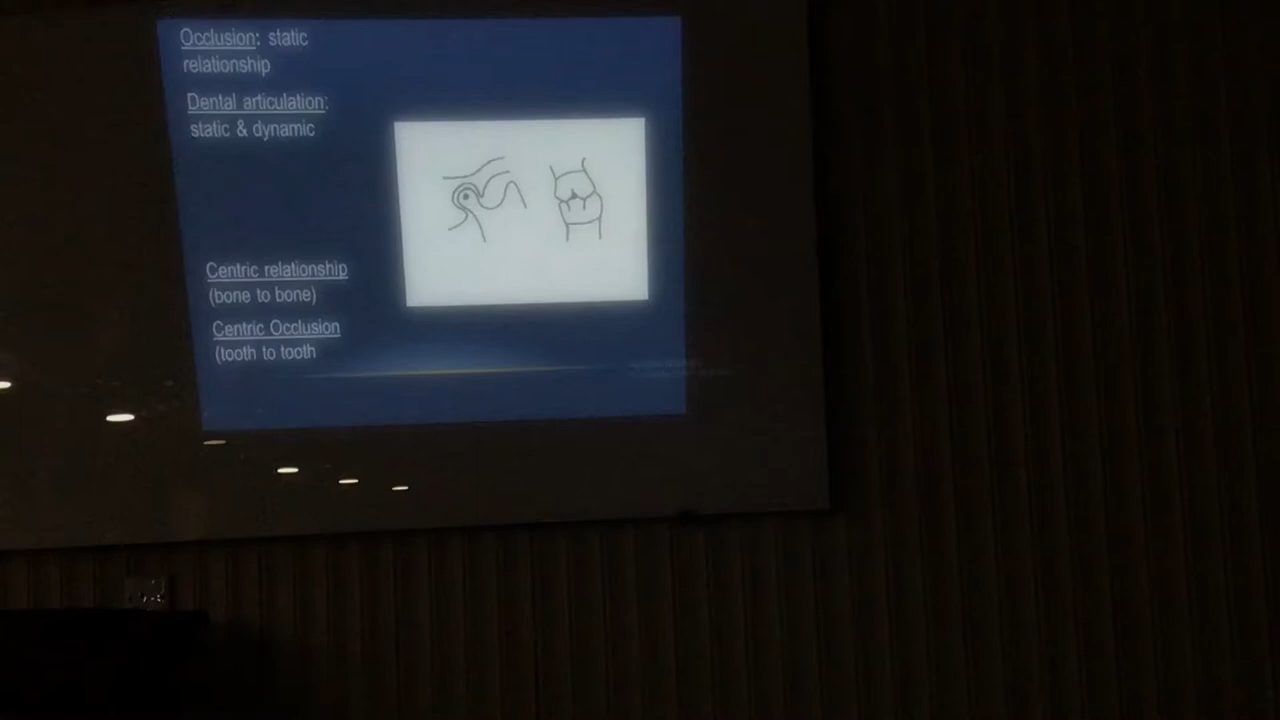 Occlusion: static
relationship
Dental articulation:
static & dynamic
Centric relationship
(bone to bone)
Centric Occlusion
(tooth to tooth